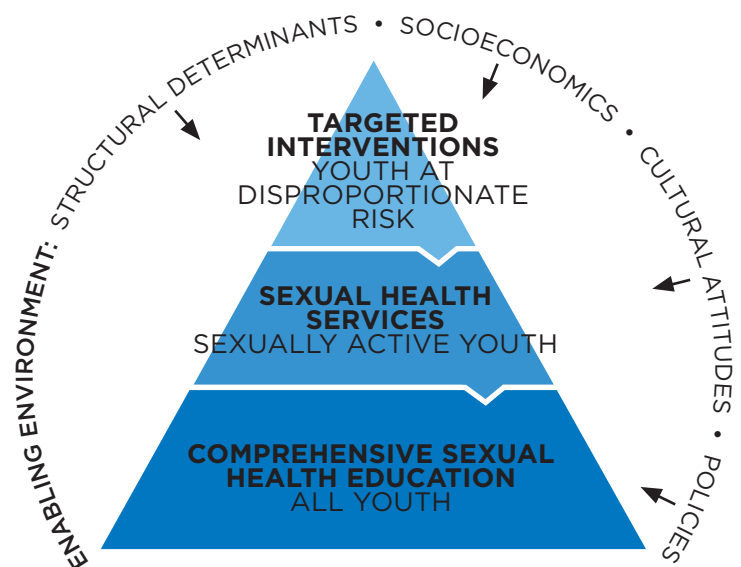 ENABLING ENVIRONMENT: STRUCTURAL DETERMINANTS • SOCIOECONOMICS • CULTURAL ATTITUDES • POLICIES
TARGETED
INTERVENTIONS
YOUTH AT
DISPROPORTIONATE
RISK
SEXUAL HEALTH
SERVICES
SEXUALLY ACTIVE YOUTH
COMPREHENSIVE SEXUAL
HEALTH EDUCATION
ALL YOUTH